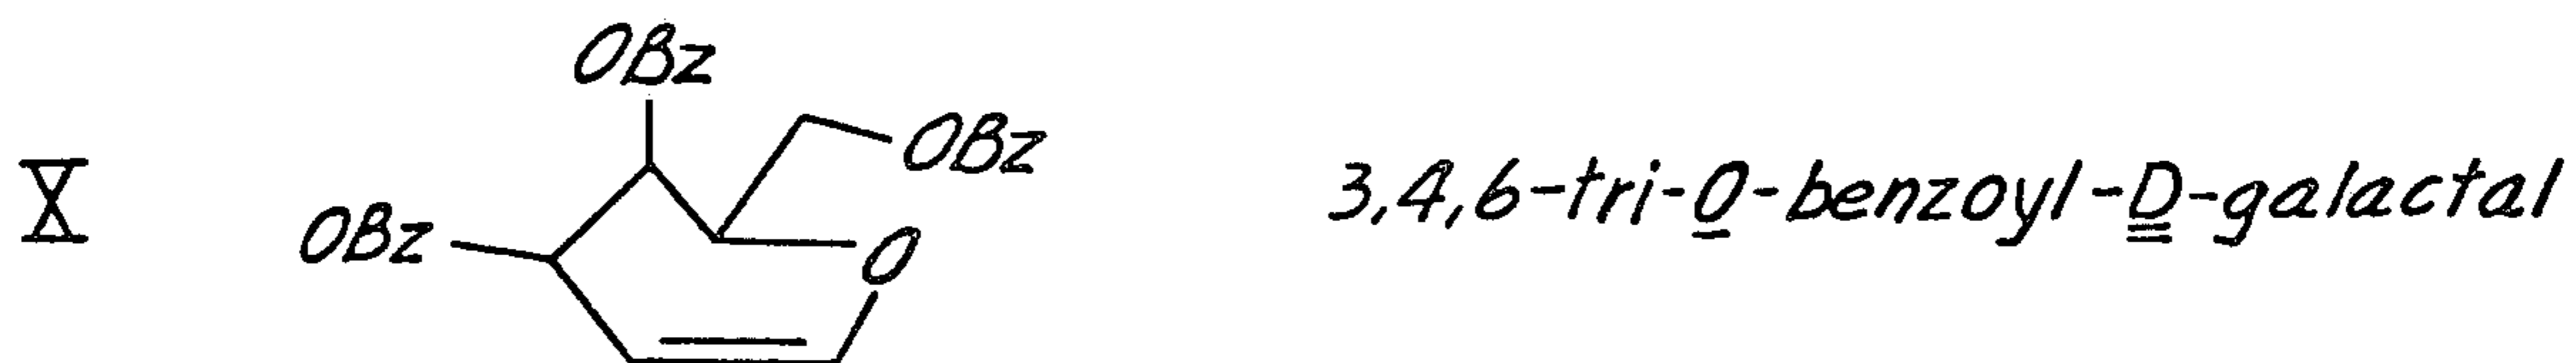 OBz
OBz
X
3,4,6-tri-O-benzoyl-D-galactal
OBz
O